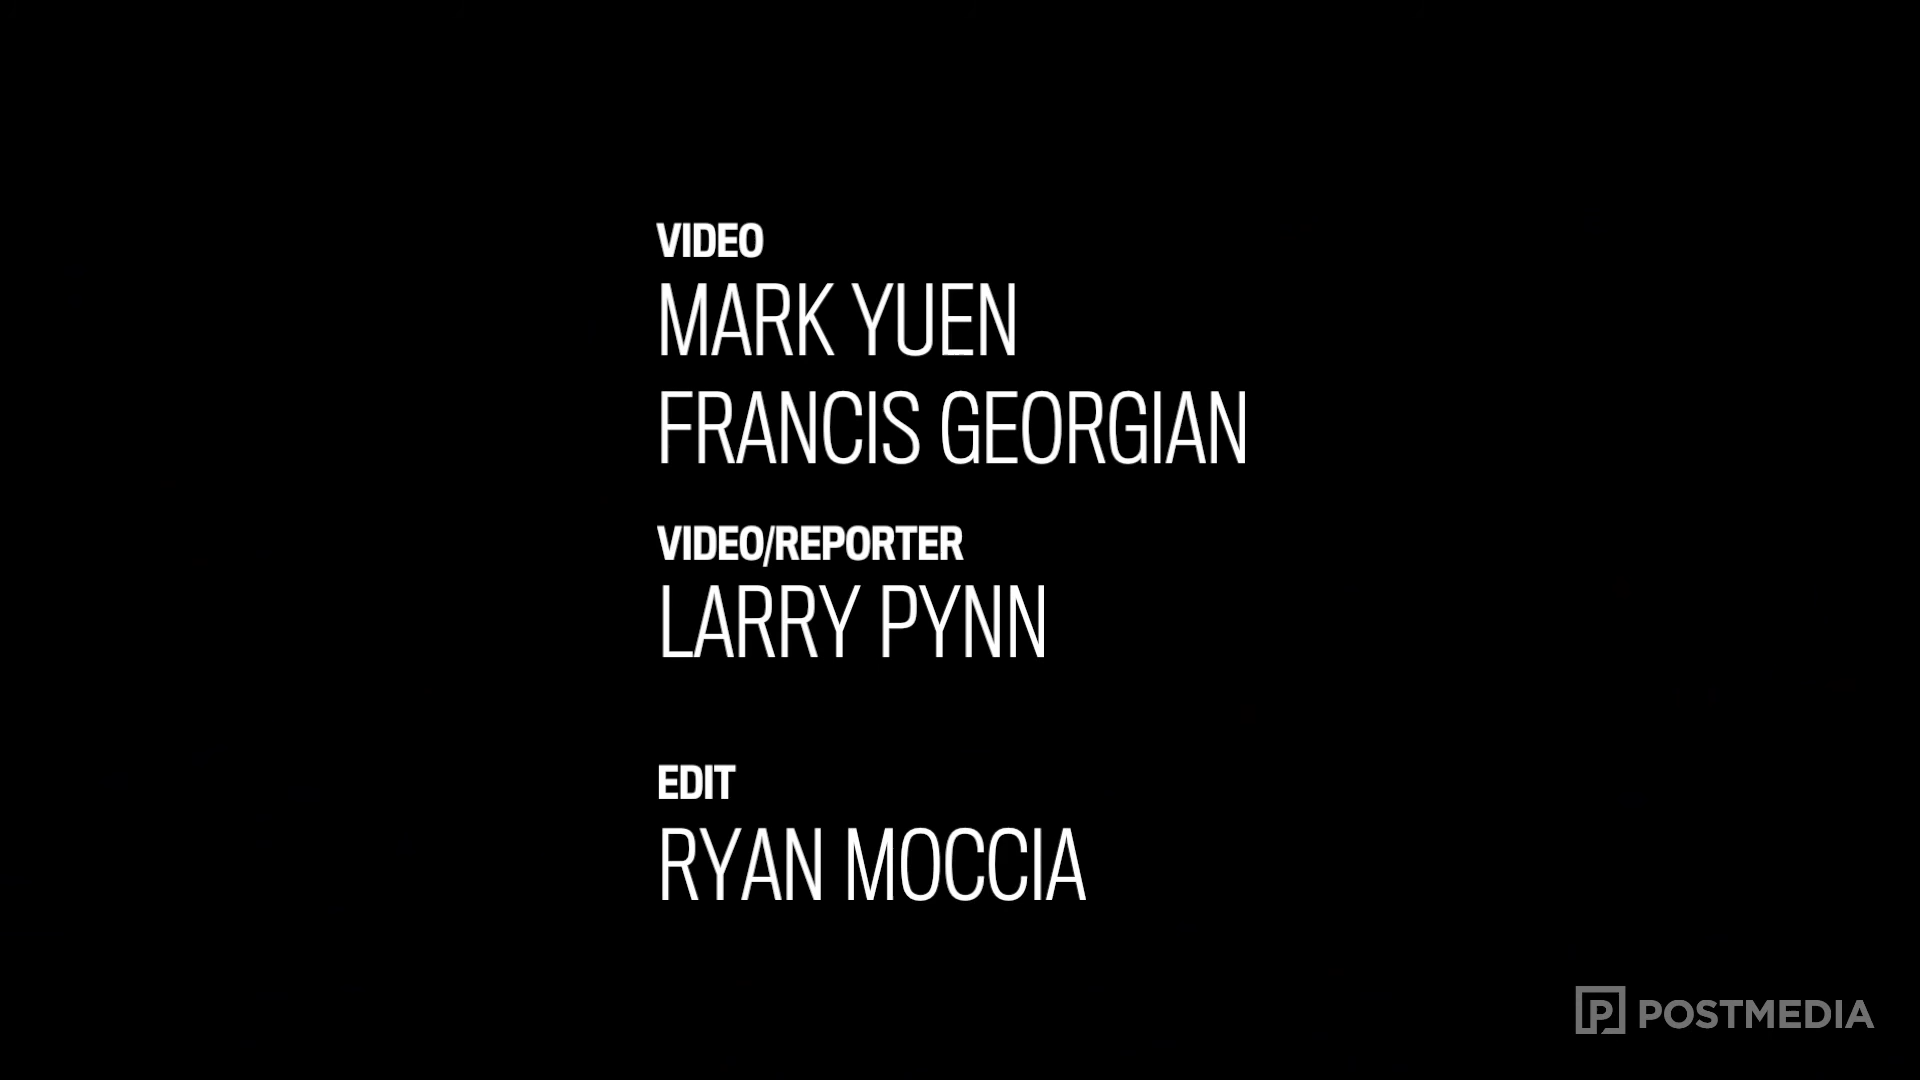 VIDEO
MARK YUEN
FRANCIS GEORGIAN
VIDEO/REPORTER
LARRY PYNN
EDIT
RYAN MOCCIA
POSTMEDIA